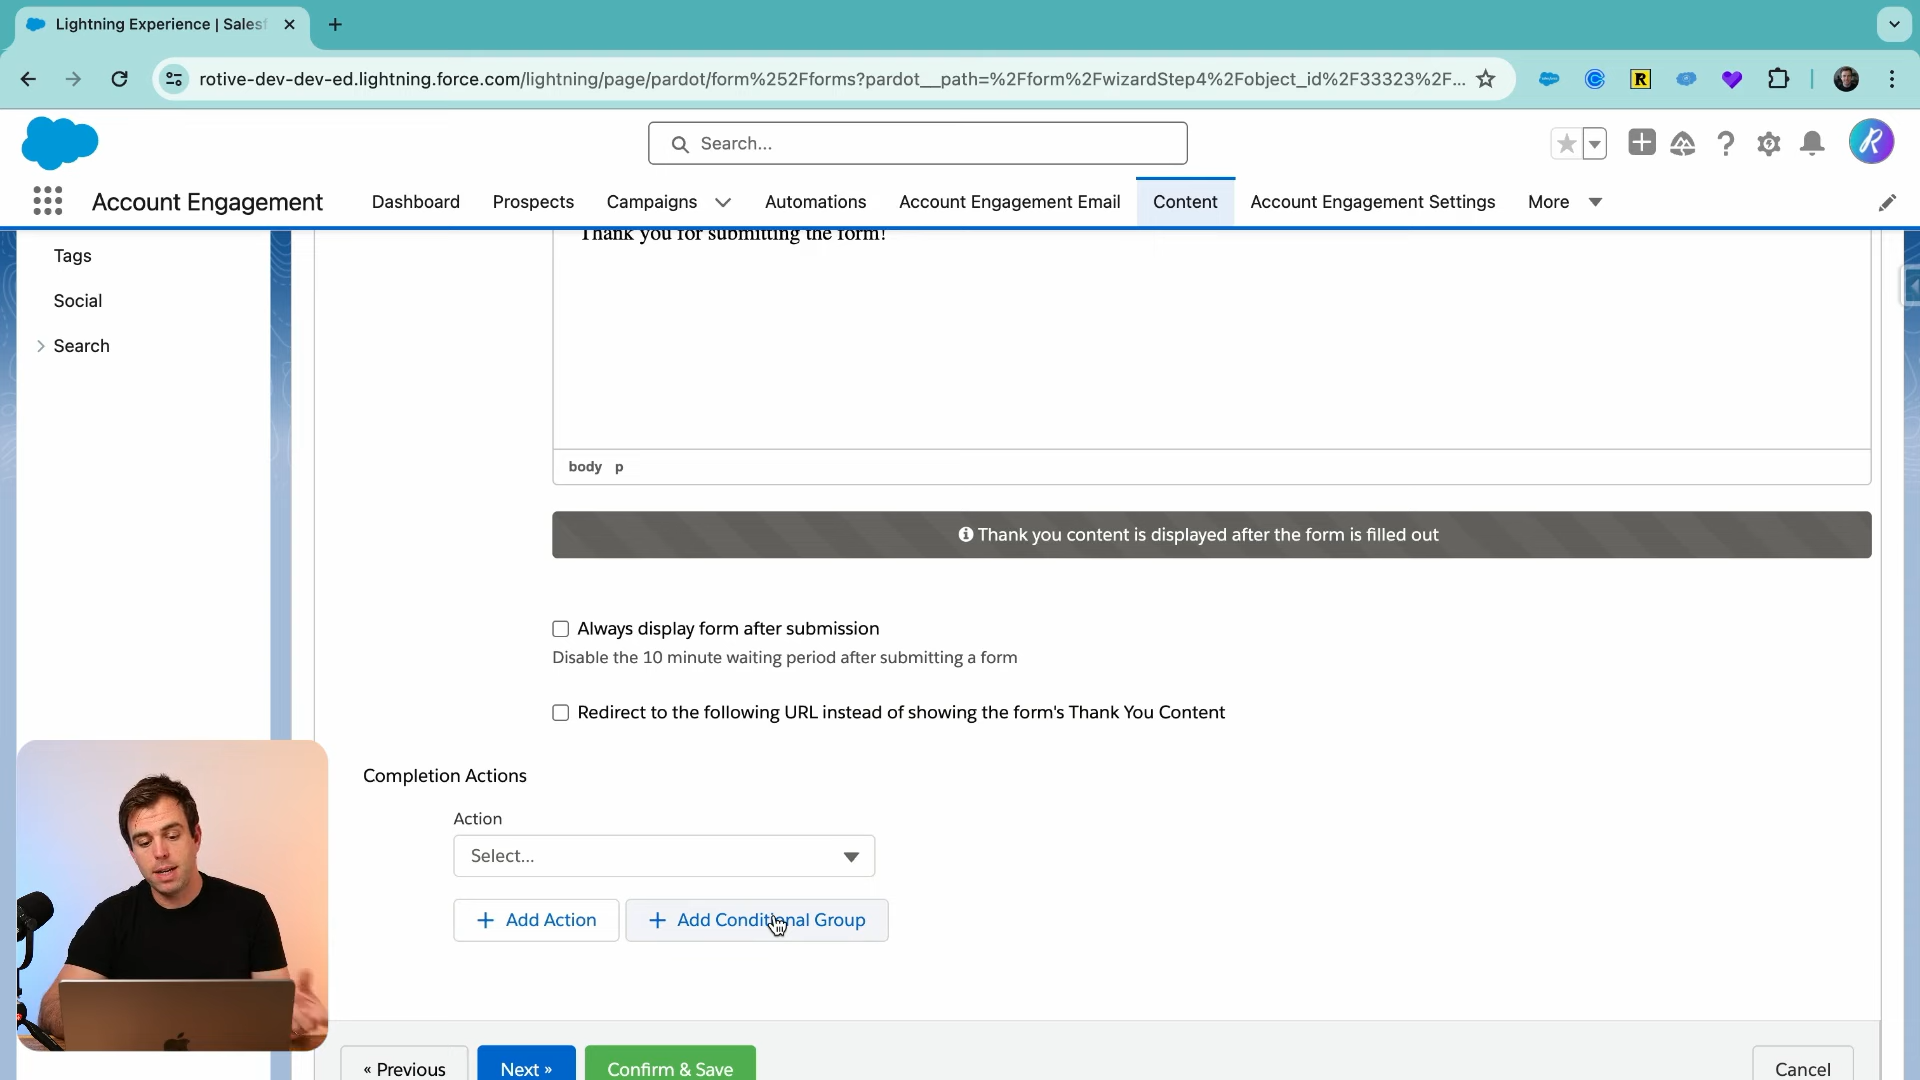 Lightning Experience | Salesf
rotive-dev-dev-ed.lightning.force.com/lightning/page/pardot/form%252Fforms?pardot__path=%2Fform%2FwizardStep4%2Fobject_id%2F33323%2F...
Search...
Account Engagement
Dashboard
Prospects
Campaigns
Automations
Account Engagement Email
Content
Account Engagement Settings
More
Tags
Social
Search
Thank you for submitting the form!
body p
Thank you content is displayed after the form is filled out
Always display form after submission
Disable the 10 minute waiting period after submitting a form
Redirect to the following URL instead of showing the form's Thank You Content
Completion Actions
Action
Select...
+ Add Action
+ Add Conditional Group
« Previous
Next »
Confirm & Save
Cancel